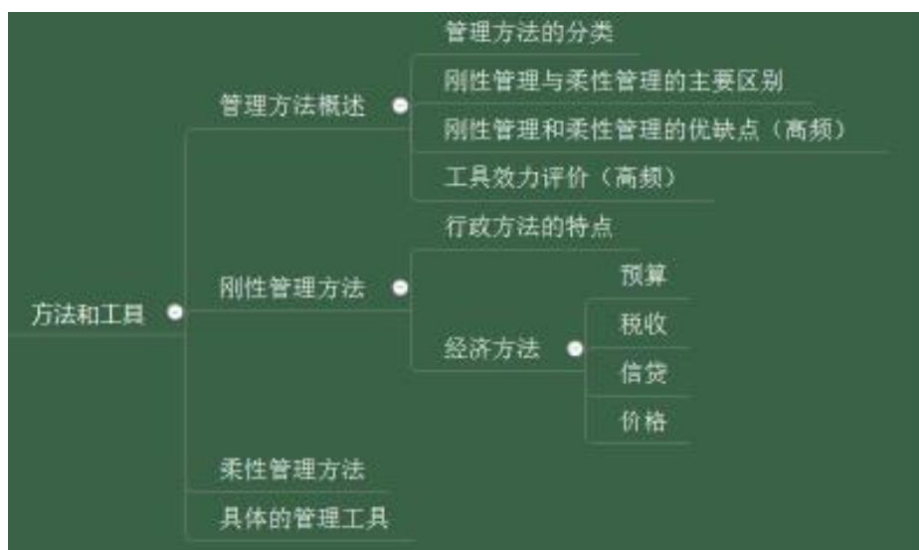 管理方法的分类
管理方法概述
刚性管理与柔性管理的主要区别
刚性管理和柔性管理的优缺点（高频）
工具效力评价（高频）
行政方法的特点
刚性管理方法
预算
方法和工具
税收
经济方法
信贷
价格
柔性管理方法
具体的管理工具